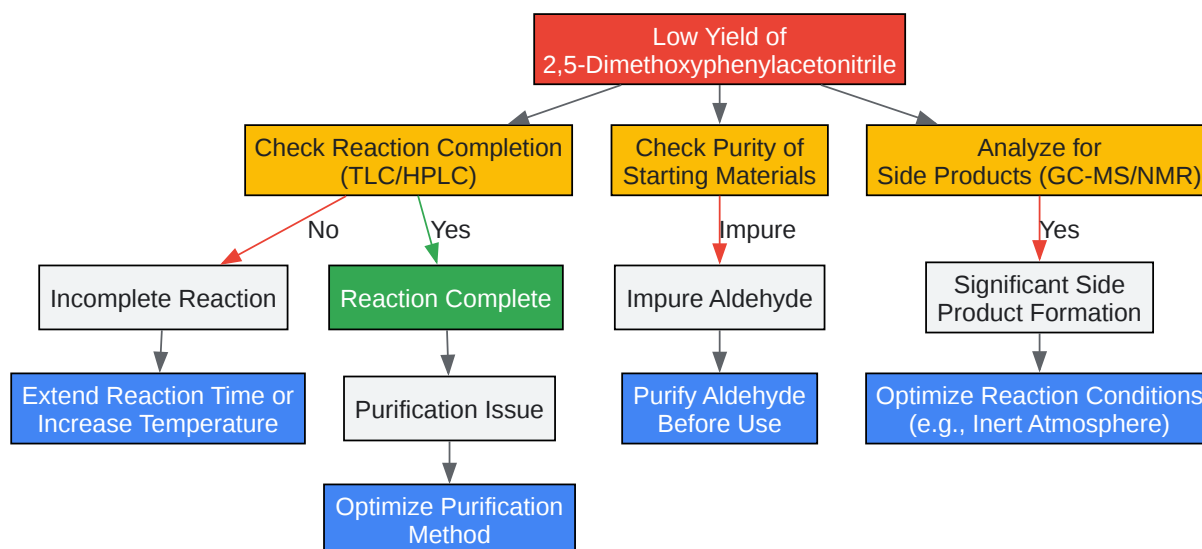 Low Yield of
2,5-Dimethoxyphenylacetonitrile
Check Reaction Completion
(TLC/HPLC)
Check Purity of
Starting Materials
Analyze for
Side Products (GC-MS/NMR)
No
Yes
Impure
Yes
Incomplete Reaction
Reaction Complete
Impure Aldehyde
Significant Side
Product Formation
Extend Reaction Time or
Increase Temperature
Purification Issue
Purify Aldehyde
Before Use
Optimize Reaction Conditions
(e.g., Inert Atmosphere)
Optimize Purification
Method